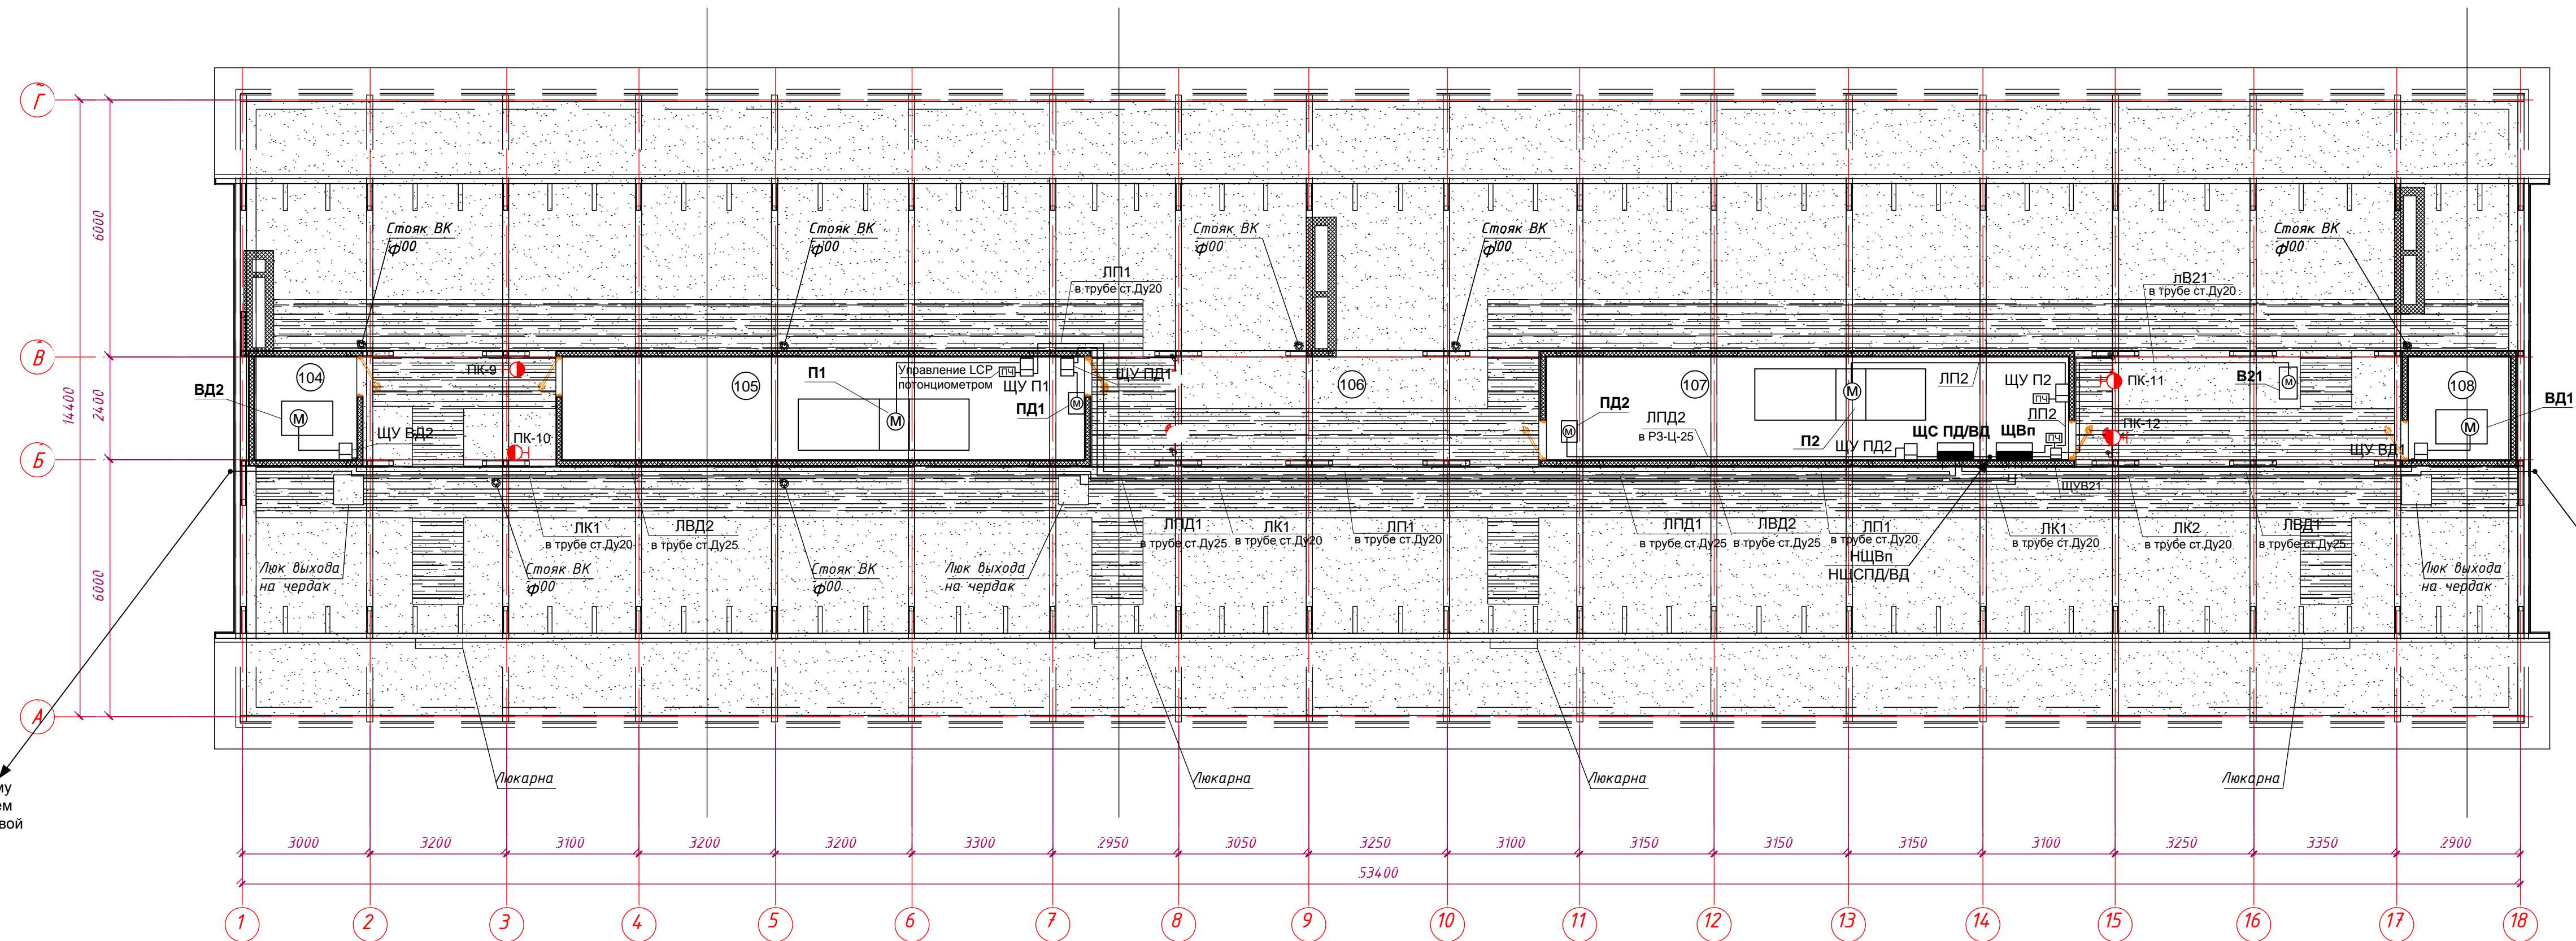 Г
В
Б
А
6000
2400
6000
14400
Стояк ВК
ф100
Стояк ВК
ф100
Стояк ВК
ф100
Стояк ВК
ф100
Стояк ВК
ф100
ЛП1
в трубе ст.Ду20
лВ21
в трубе ст.Ду20
ВД2
104
М
ЩУ ВД2
ПК-9
ПК-10
105
П1
М
Управление LCP
потонциометром
ПЧ
ЩУ П1
ПД1
М
ЩУ ПД1
106
ПД2
М
107
ЛПД2
в РЗ-Ц-25
П2
М
ЛП2
ЩУ П2
ПЧ
ЛП2
ПЧ
ЩУ ПД2
ЩС ПД/ВД
ЩВп
ЩУВ21
ПК-11
ПК-12
В21
М
108
ВД1
М
ЩУ ВД1
ЛК1
в трубе ст.Ду20
ЛВД2
в трубе ст.Ду25
ЛПД1
в трубе ст.Ду25
ЛК1
в трубе ст.Ду20
ЛП1
в трубе ст.Ду20
ЛПД1
в трубе ст.Ду25
ЛВД2
в трубе ст.Ду25
ЛП1
в трубе ст.Ду20
НЩВп
НЩСПД/ВД
ЛК1
в трубе ст.Ду20
ЛК2
в трубе ст.Ду20
ЛВД1
в трубе ст.Ду25
Люк выхода
на чердак
Стояк ВК
ф100
Стояк ВК
ф100
Люк выхода
на чердак
Люк выхода
на чердак
Люкарна
Люкарна
Люкарна
Люкарна
му
ем
вой
3000
3200
3100
3200
3200
3300
2950
3050
3250
3100
3150
3150
3150
3100
3250
3350
2900
53400
1
2
3
4
5
6
7
8
9
10
11
12
13
14
15
16
17
18